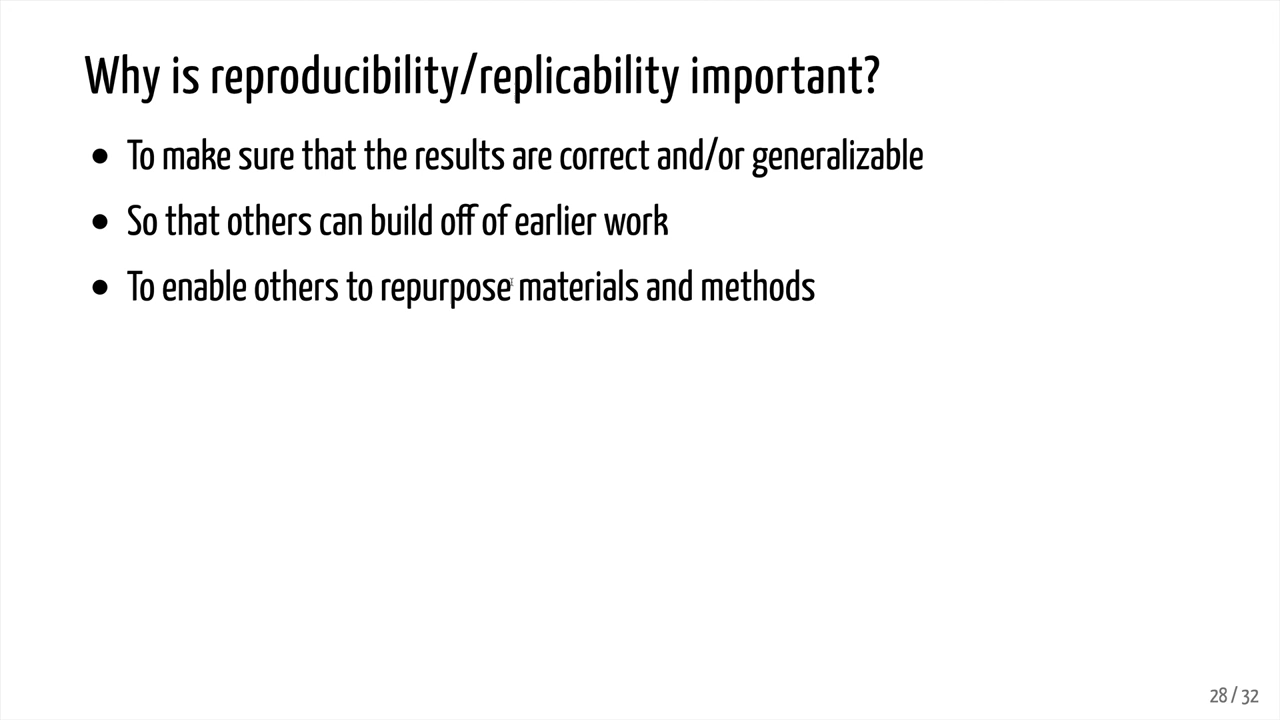 Why is reproducibility/replicability important?
• To make sure that the results are correct and/or generalizable
• So that others can build off of earlier work
• To enable others to repurpose materials and methods
28 / 32